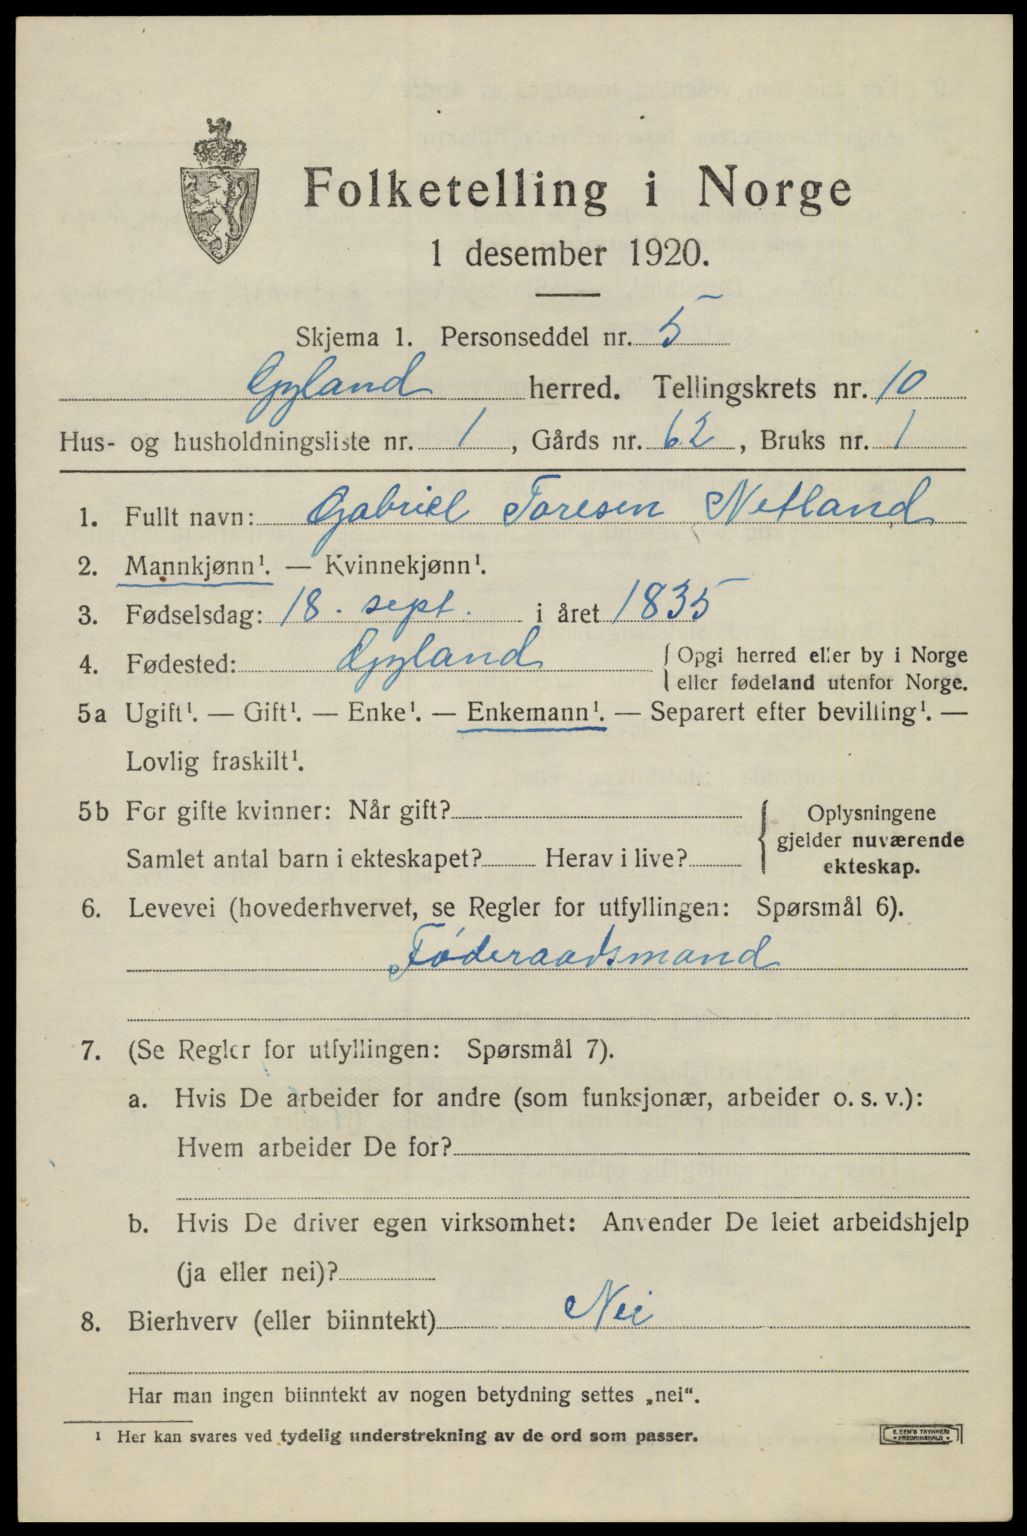 Folketelling i Norge
1 desember 1920.
Skjema 1. Personseddel nr. 5
Gyland herred. Tellingskrets nr. 10
Hus- og husholdningsliste nr. 1, Gårds nr. 62, Bruks nr. 1
1. Fullt navn: Gabriel Toresen Netland
2. Mannkjønn¹. — Kvinnekjønn¹.
3. Fødselsdag: 18. sept. i året 1835
4. Fødested: Gyland { Opgi herred eller by i Norge
eller fødeland utenfor Norge.
5a Ugift¹. — Gift¹. — Enke¹. — Enkemann¹. — Separert efter bevilling¹. —
Lovlig fraskilt¹.
5b For gifte kvinner: Når gift?
Samlet antal barn i ekteskapet? Herav i live?
Oplysningene
gjelder nuværende
ekteskap.
6. Levevei (hovederhvervet, se Regler for utfyllingen: Spørsmål 6).
Føderaadsmand
7. (Se Regler for utfyllingen: Spørsmål 7).
a. Hvis De arbeider for andre (som funksjonær, arbeider o. s. v.):
Hvem arbeider De for?
b. Hvis De driver egen virksomhet: Anvender De leiet arbeidshjelp
(ja eller nei)?
8. Bierhverv (eller biinntekt) Nei
Har man ingen biinntekt av nogen betydning settes „nei“.
¹ Her kan svares ved tydelig understrekning av de ord som passer.
E. SEM'S TRYKKERI
FREDRIKSHALD